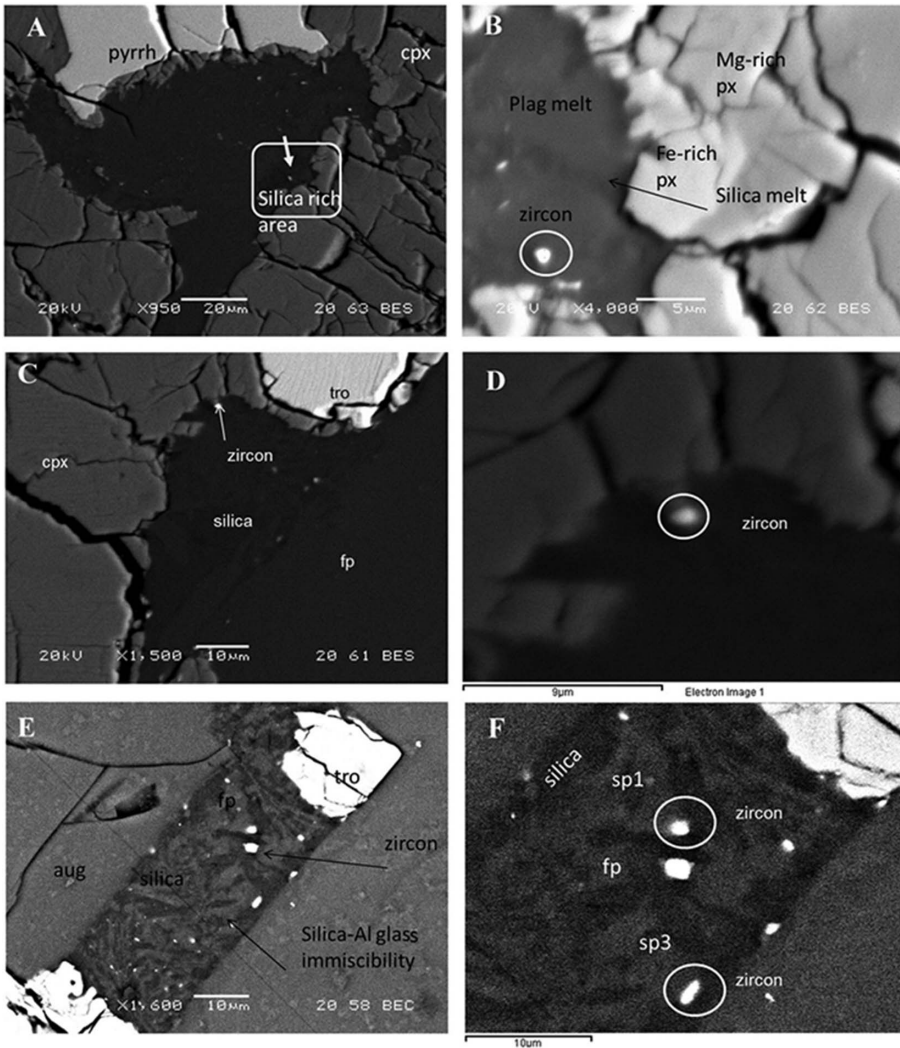 A
pyrrh
cpx
Silica rich
area
20kV X950 20μm 20 63 BES
B
Mg-rich
px
Plag melt
Fe-rich
px
Silica melt
zircon
20kV X4,000 5μm 20 62 BES
C
tro
zircon
cpx
silica
fp
20kV X1,500 10μm 20 61 BES
D
zircon
9μm Electron Image 1
E
tro
fp
zircon
aug
silica
Silica-Al glass
immiscibility
X1,600 10μm 20 58 BEC
F
silica
sp1
zircon
fp
sp3
zircon
10μm